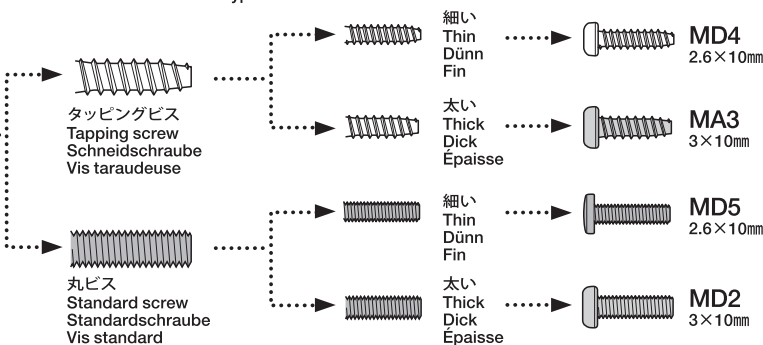 タッピングビス
Tapping screw
Schneidschraube
Vis taraudeuse
細い
Thin
Dünn
Fin
MD4
2.6×10㎜
太い
Thick
Dick
Épaisse
MA3
3×10㎜
丸ビス
Standard screw
Standardschraube
Vis standard
細い
Thin
Dünn
Fin
MD5
2.6×10㎜
太い
Thick
Dick
Épaisse
MD2
3×10㎜